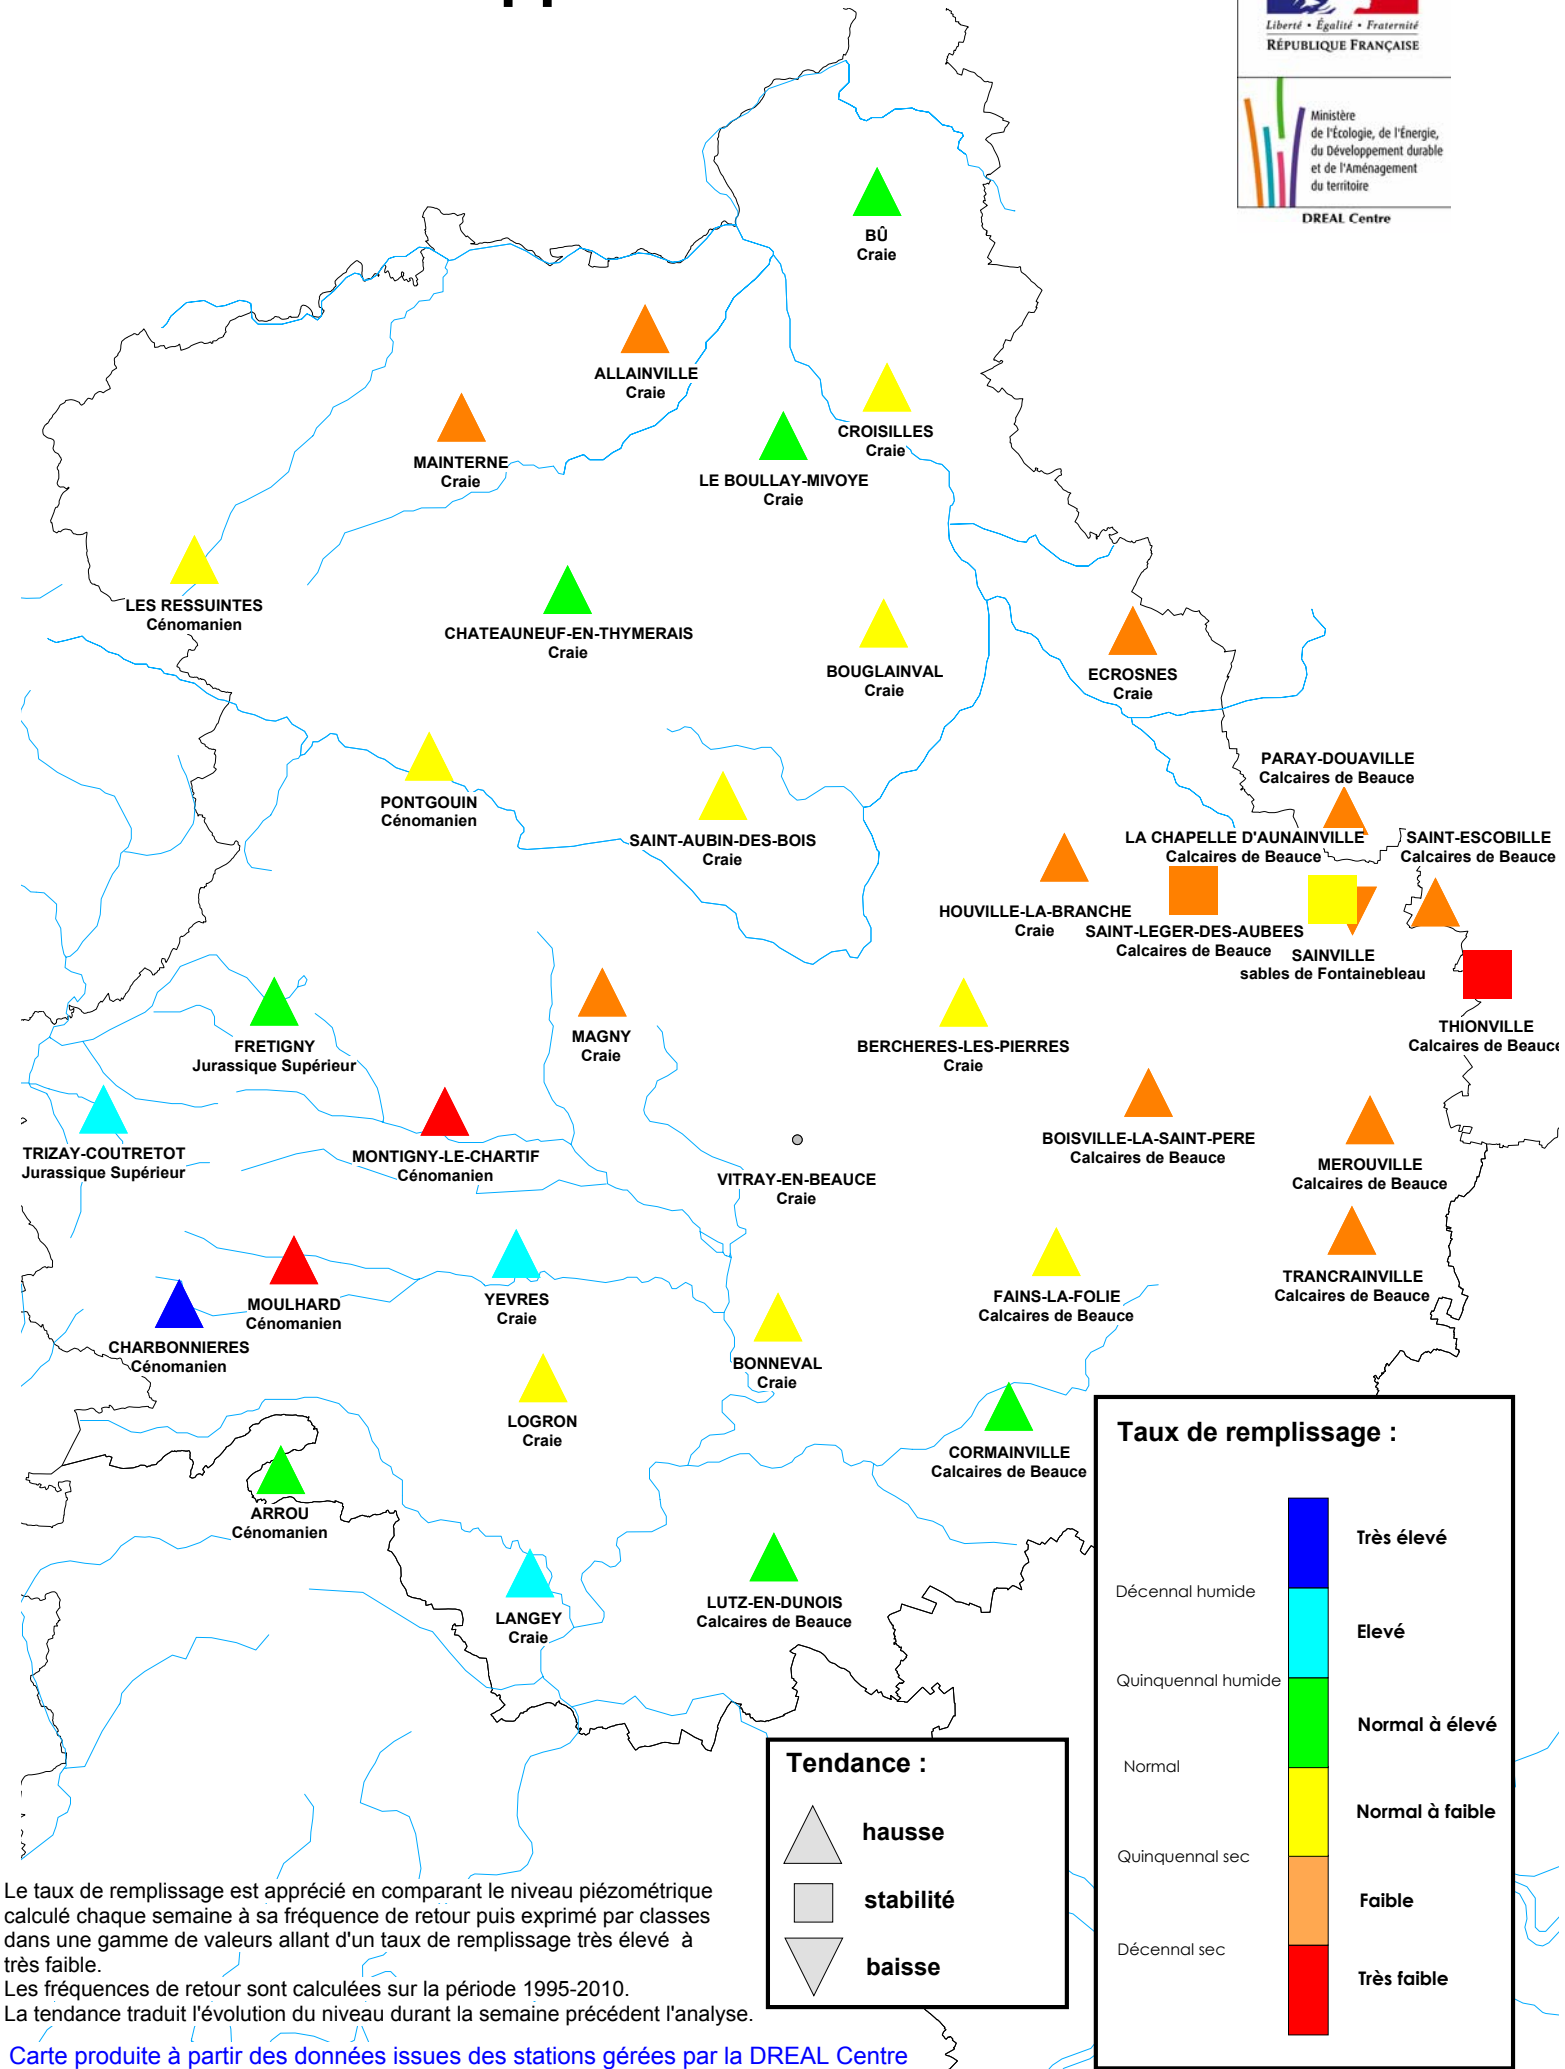 Liberté • Égalité • Fraternité
RÉPUBLIQUE FRANÇAISE
Ministère
de l'Écologie, de l'Énergie,
du Développement durable
et de l'Aménagement
du territoire
DREAL Centre
BÛ
Craie
ALLAINVILLE
Craie
CROISILLES
Craie
MAINTERNE
Craie
LE BOULLAY-MIVOYE
Craie
LES RESSUINTES
Cénomanien
CHATEAUNEUF-EN-THYMERAIS
Craie
BOUGLAINVAL
Craie
ECROSNES
Craie
PARAY-DOUAVILLE
Calcaires de Beauce
PONTGOUIN
Cénomanien
SAINT-AUBIN-DES-BOIS
Craie
LA CHAPELLE D'AUNAINVILLE
Calcaires de Beauce
SAINT-ESCOBILLE
Calcaires de Beauce
HOUVILLE-LA-BRANCHE
Craie
SAINT-LEGER-DES-AUBEES
Calcaires de Beauce
SAINVILLE
sables de Fontainebleau
THIONVILLE
Calcaires de Beauce
FRETIGNY
Jurassique Supérieur
MAGNY
Craie
BERCHERES-LES-PIERRES
Craie
TRIZAY-COUTRETOT
Jurassique Supérieur
MONTIGNY-LE-CHARTIF
Cénomanien
VITRAY-EN-BEAUCE
Craie
BOISVILLE-LA-SAINT-PERE
Calcaires de Beauce
MEROUVILLE
Calcaires de Beauce
TRANCRAINVILLE
Calcaires de Beauce
MOULHARD
Cénomanien
YEVRES
Craie
FAINS-LA-FOLIE
Calcaires de Beauce
CHARBONNIERES
Cénomanien
BONNEVAL
Craie
LOGRON
Craie
CORMAINVILLE
Calcaires de Beauce
ARROU
Cénomanien
LANGEY
Craie
LUTZ-EN-DUNOIS
Calcaires de Beauce
Taux de remplissage :
Très élevé
Décennal humide
Elevé
Quinquennal humide
Normal à élevé
Normal
Normal à faible
Quinquennal sec
Faible
Décennal sec
Très faible
Tendance :
hausse
stabilité
baisse
Le taux de remplissage est apprécié en comparant le niveau piézométrique
calculé chaque semaine à sa fréquence de retour puis exprimé par classes
dans une gamme de valeurs allant d'un taux de remplissage très élevé à
très faible.
Les fréquences de retour sont calculées sur la période 1995-2010.
La tendance traduit l'évolution du niveau durant la semaine précédent l'analyse.
Carte produite à partir des données issues des stations gérées par la DREAL Centre